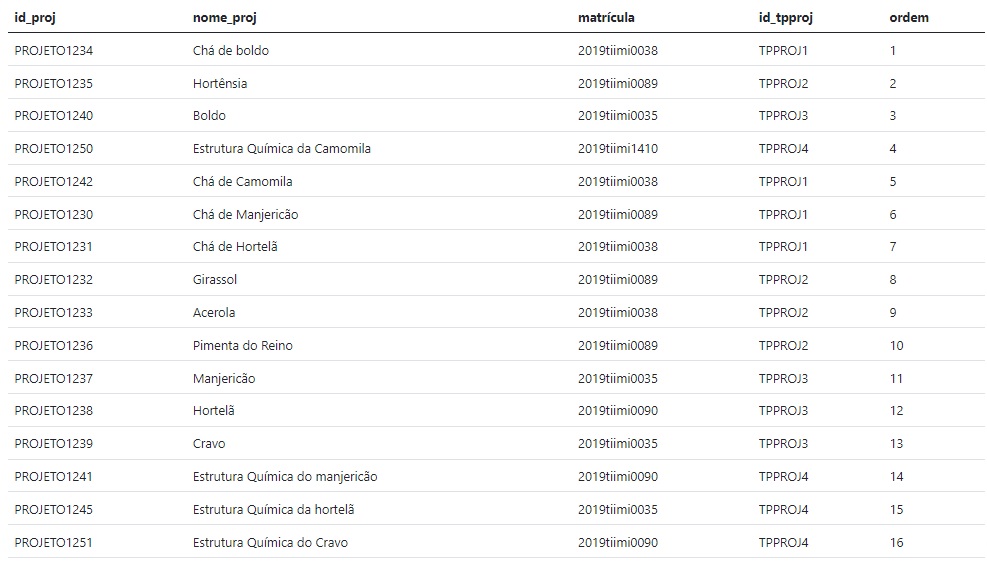 id_proj nome_proj matrícula id_tpproj ordem
PROJETO1234 Chá de boldo 2019tiimi0038 TPPROJ1 1
PROJETO1235 Hortênsia 2019tiimi0089 TPPROJ2 2
PROJETO1240 Boldo 2019tiimi0035 TPPROJ3 3
PROJETO1250 Estrutura Química da Camomila 2019tiimi1410 TPPROJ4 4
PROJETO1242 Chá de Camomila 2019tiimi0038 TPPROJ1 5
PROJETO1230 Chá de Manjericão 2019tiimi0089 TPPROJ1 6
PROJETO1231 Chá de Hortelã 2019tiimi0038 TPPROJ1 7
PROJETO1232 Girassol 2019tiimi0089 TPPROJ2 8
PROJETO1233 Acerola 2019tiimi0038 TPPROJ2 9
PROJETO1236 Pimenta do Reino 2019tiimi0089 TPPROJ2 10
PROJETO1237 Manjericão 2019tiimi0035 TPPROJ3 11
PROJETO1238 Hortelã 2019tiimi0090 TPPROJ3 12
PROJETO1239 Cravo 2019tiimi0035 TPPROJ3 13
PROJETO1241 Estrutura Química do manjericão 2019tiimi0090 TPPROJ4 14
PROJETO1245 Estrutura Química da hortelã 2019tiimi0035 TPPROJ4 15
PROJETO1251 Estrutura Química do Cravo 2019tiimi0090 TPPROJ4 16